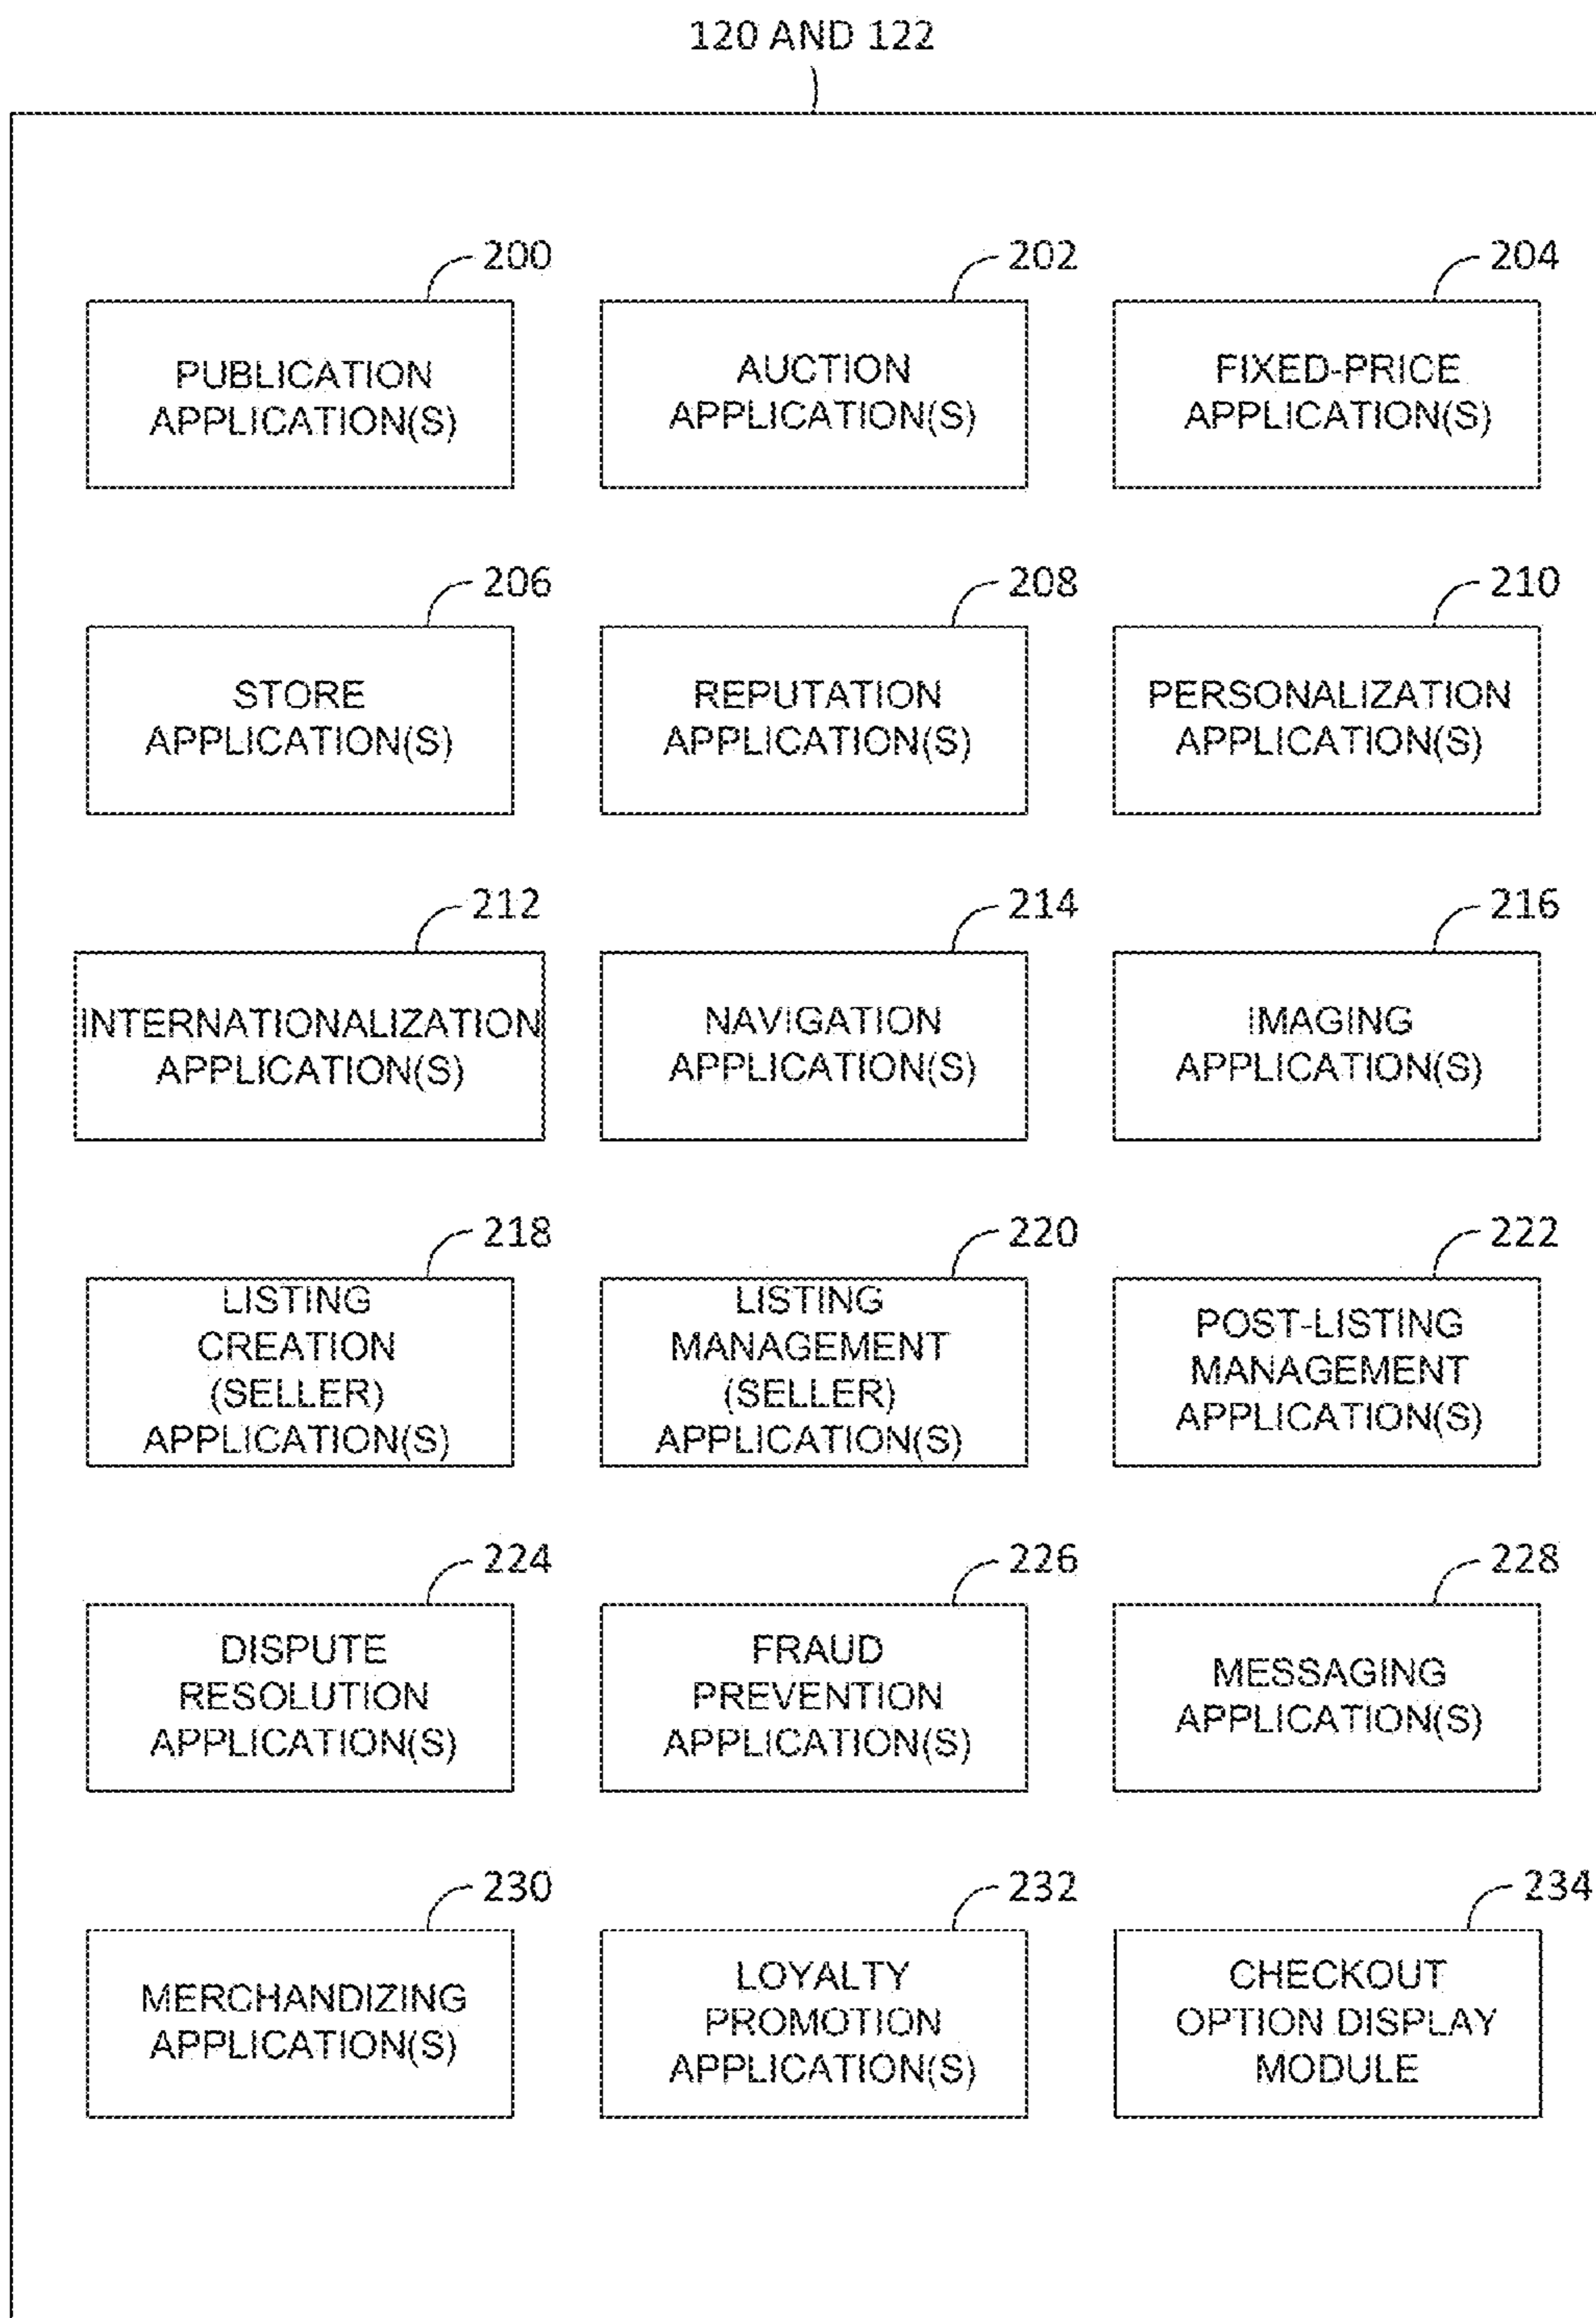 120 AND 122
200
PUBLICATION
APPLICATION(S)
202
AUCTION
APPLICATION(S)
204
FIXED-PRICE
APPLICATION(S)
206
STORE
APPLICATION(S)
208
REPUTATION
APPLICATION(S)
210
PERSONALIZATION
APPLICATION(S)
212
INTERNATIONALIZATION
APPLICATION(S)
214
NAVIGATION
APPLICATION(S)
216
IMAGING
APPLICATION(S)
218
LISTING
CREATION
(SELLER)
APPLICATION(S)
220
LISTING
MANAGEMENT
(SELLER)
APPLICATION(S)
222
POST-LISTING
MANAGEMENT
APPLICATION(S)
224
DISPUTE
RESOLUTION
APPLICATION(S)
226
FRAUD
PREVENTION
APPLICATION(S)
228
MESSAGING
APPLICATION(S)
230
MERCHANDIZING
APPLICATION(S)
232
LOYALTY
PROMOTION
APPLICATION(S)
234
CHECKOUT
OPTION DISPLAY
MODULE